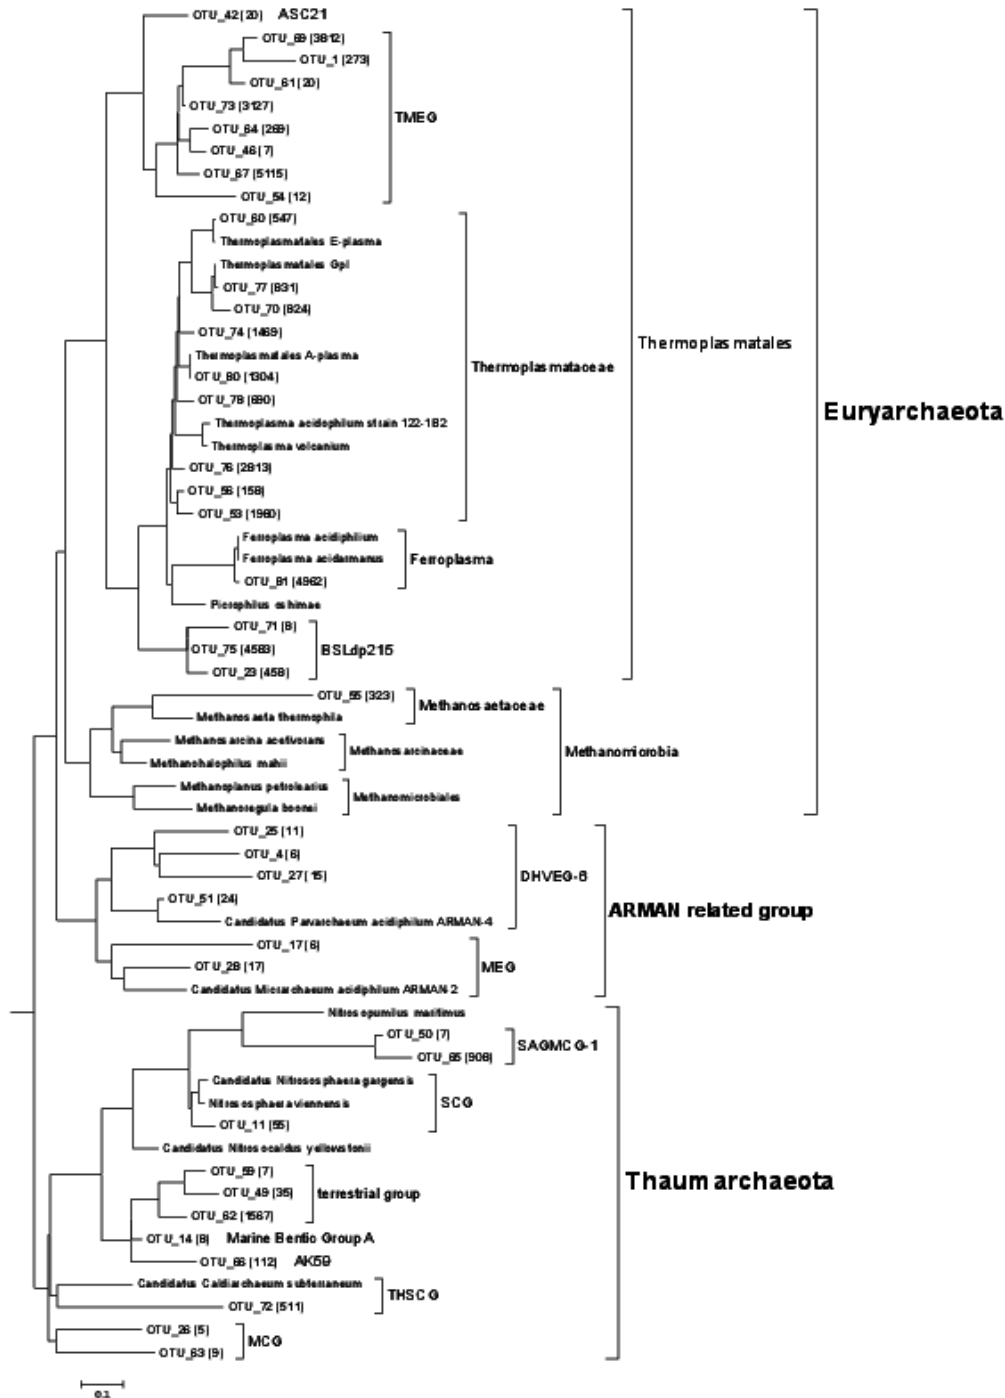 OTU_42 (20) ASC21
OTU_69 (3812)
OTU_1 (273)
OTU_61 (20)
OTU_73 (3127)
TMEG
OTU_64 (269)
OTU_46 (7)
OTU_67 (5115)
OTU_54 (12)
OTU_60 (547)
Thermoplasmatales E-plasma
Thermoplasmatales Gpl
OTU_77 (831)
OTU_70 (824)
OTU_74 (1469)
Thermoplasmatales
Thermoplasmatales A-plasma
Thermoplasmataceae
OTU_80 (1304)
OTU_78 (690)
Euryarchaeota
Thermoplasma acidophilum strain 122-1B2
Thermoplasma volcanium
OTU_76 (2813)
OTU_56 (158)
OTU_53 (1960)
Ferroplasma acidiphilium
Ferroplasma acidarmanus
Ferroplasma
OTU_81 (4962)
Picrophilus oshimae
OTU_71 (8)
OTU_75 (4583)
BSLdp215
OTU_23 (458)
OTU_55 (323)
Methanosaetaceae
Methanosaeta thermophila
Methanosarcina acetivorans
Methanosarcinaceae
Methanomicrobia
Methanohalophilus mahii
Methanoplanus petrolearius
Methanomicrobiales
Methanoregula boonei
OTU_25 (11)
OTU_4 (6)
OTU_27 (15)
DHVEG-6
OTU_51 (24)
ARMAN related group
Candidatus Parvarchaeum acidiphilum ARMAN-4
OTU_17 (6)
OTU_28 (17)
MEG
Candidatus Micrarchaeum acidiphilum ARMAN-2
Nitrosopumilus maritimus
OTU_50 (7)
SAGMCG-1
OTU_65 (908)
Candidatus Nitrososphaera gargensis
Nitrososphaera viennensis
SCG
OTU_11 (55)
Candidatus Nitrosocaldus yellowstonii
OTU_59 (7)
Thaumarchaeota
OTU_49 (35)
terrestrial group
OTU_62 (1567)
OTU_14 (8) Marine Bentic Group A
OTU_66 (112) AK59
Candidatus Caldiarchaeum subterraneum
THSCG
OTU_72 (511)
OTU_26 (5)
MCG
OTU_63 (9)
0.1